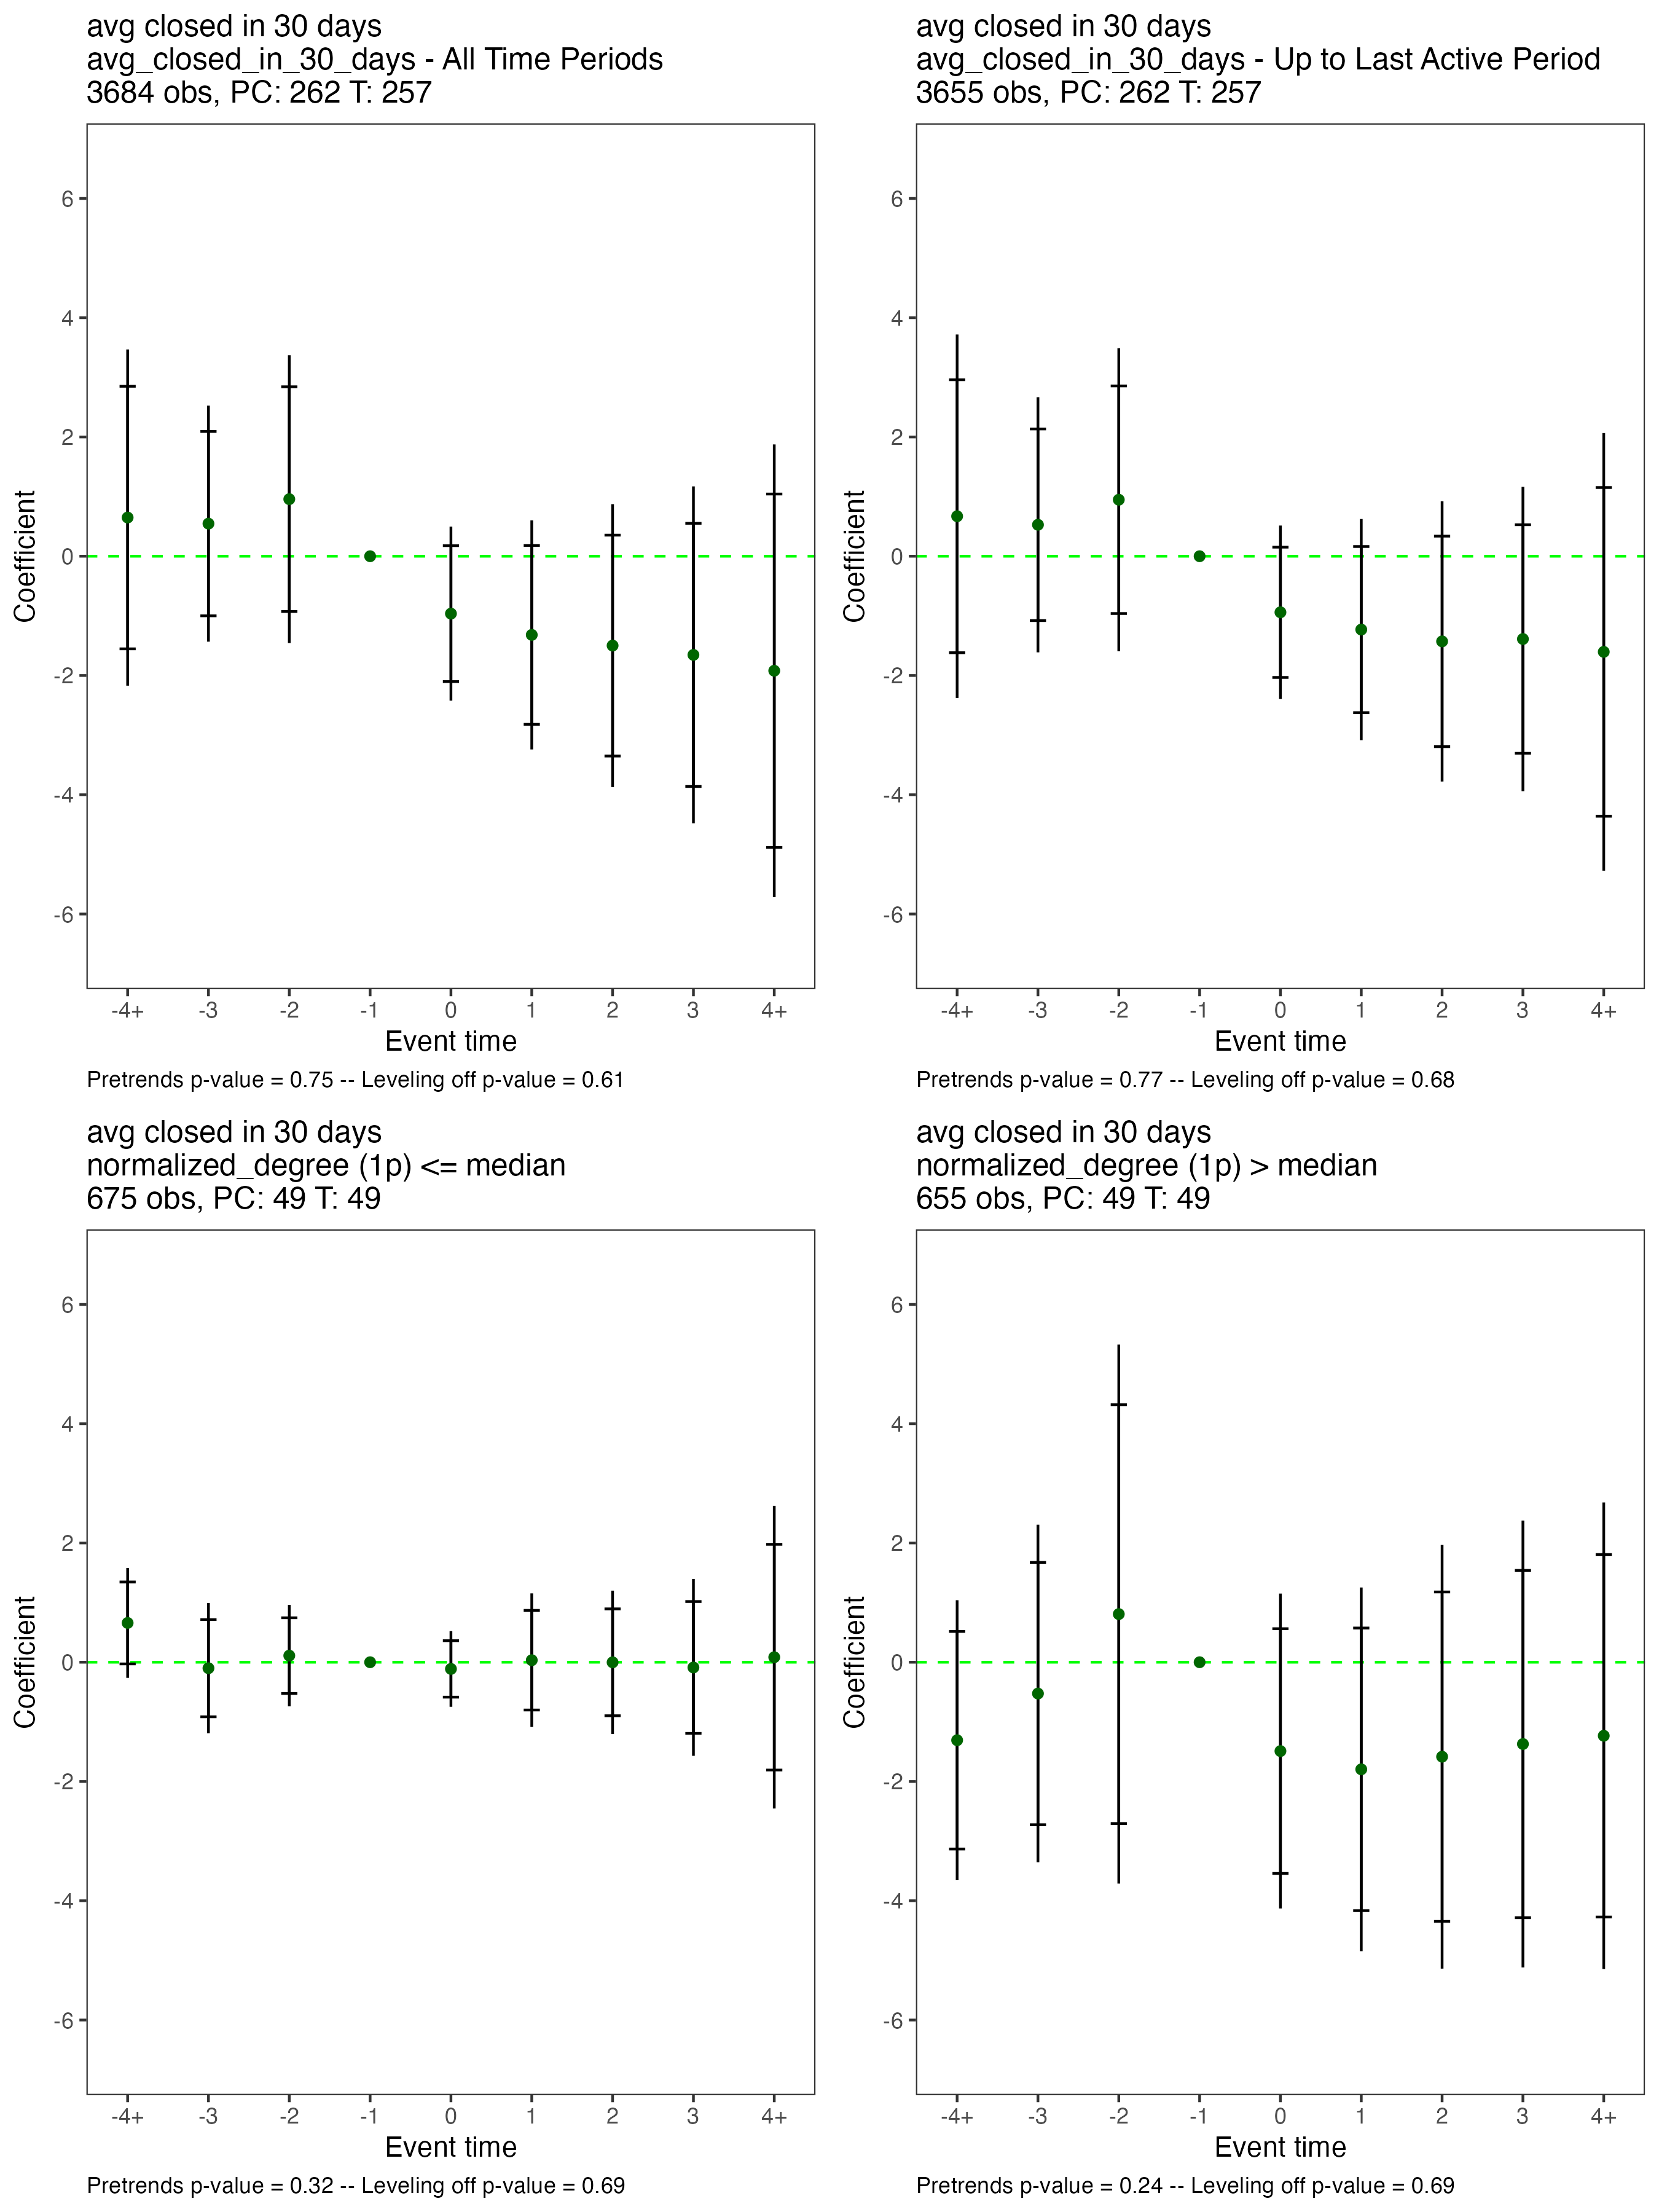 avg closed in 30 days
avg_closed_in_30_days - All Time Periods
3684 obs, PC: 262 T: 257
6
4
2
0
-2
-4
-6
Coefficient
-4+ -3 -2 -1 0 1 2 3 4+
Event time
Pretrends p-value = 0.75 -- Leveling off p-value = 0.61
avg closed in 30 days
avg_closed_in_30_days - Up to Last Active Period
3655 obs, PC: 262 T: 257
6
4
2
0
-2
-4
-6
Coefficient
-4+ -3 -2 -1 0 1 2 3 4+
Event time
Pretrends p-value = 0.77 -- Leveling off p-value = 0.68
avg closed in 30 days
normalized_degree (1p) <= median
675 obs, PC: 49 T: 49
6
4
2
0
-2
-4
-6
Coefficient
-4+ -3 -2 -1 0 1 2 3 4+
Event time
Pretrends p-value = 0.32 -- Leveling off p-value = 0.69
avg closed in 30 days
normalized_degree (1p) > median
655 obs, PC: 49 T: 49
6
4
2
0
-2
-4
-6
Coefficient
-4+ -3 -2 -1 0 1 2 3 4+
Event time
Pretrends p-value = 0.24 -- Leveling off p-value = 0.69